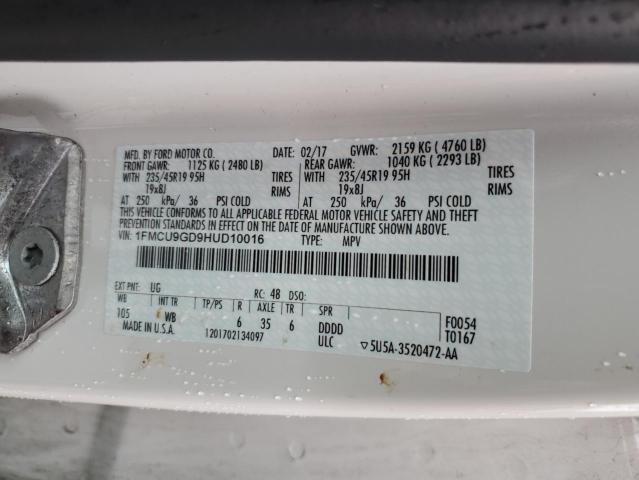 MFD. BY FORD MOTOR CO. 02/17 GVWR: 2159 KG ( 4760 LB)
FRONT GAWR: 1125 KG ( 2480 LB) REAR GAWR: 1040 KG ( 2293 LB)
WITH 235/45R19 95H TIRES WITH 235/45R19 95H TIRES
19x8J RIMS 19x8J RIMS
AT 250 kPa/ 36 PSI COLD AT 250 kPa/ 36 PSI COLD
THIS VEHICLE CONFORMS TO ALL APPLICABLE FEDERAL MOTOR VEHICLE SAFETY AND THEFT
PREVENTION STANDARDS IN EFFECT ON THE DATE OF MANUFACTURE SHOWN ABOVE.
VIN: 1FMCU9GD9HUD10016 TYPE: MPV
EXT PNT: UG RC: 48 DSO:
WB INT TR TP/PS R AXLE TR SPR
105 WB 6 35 6 DDDD F0054
MADE IN U.S.A. 1201702134097 ULC T0167
▽5U5A-3520472-AA